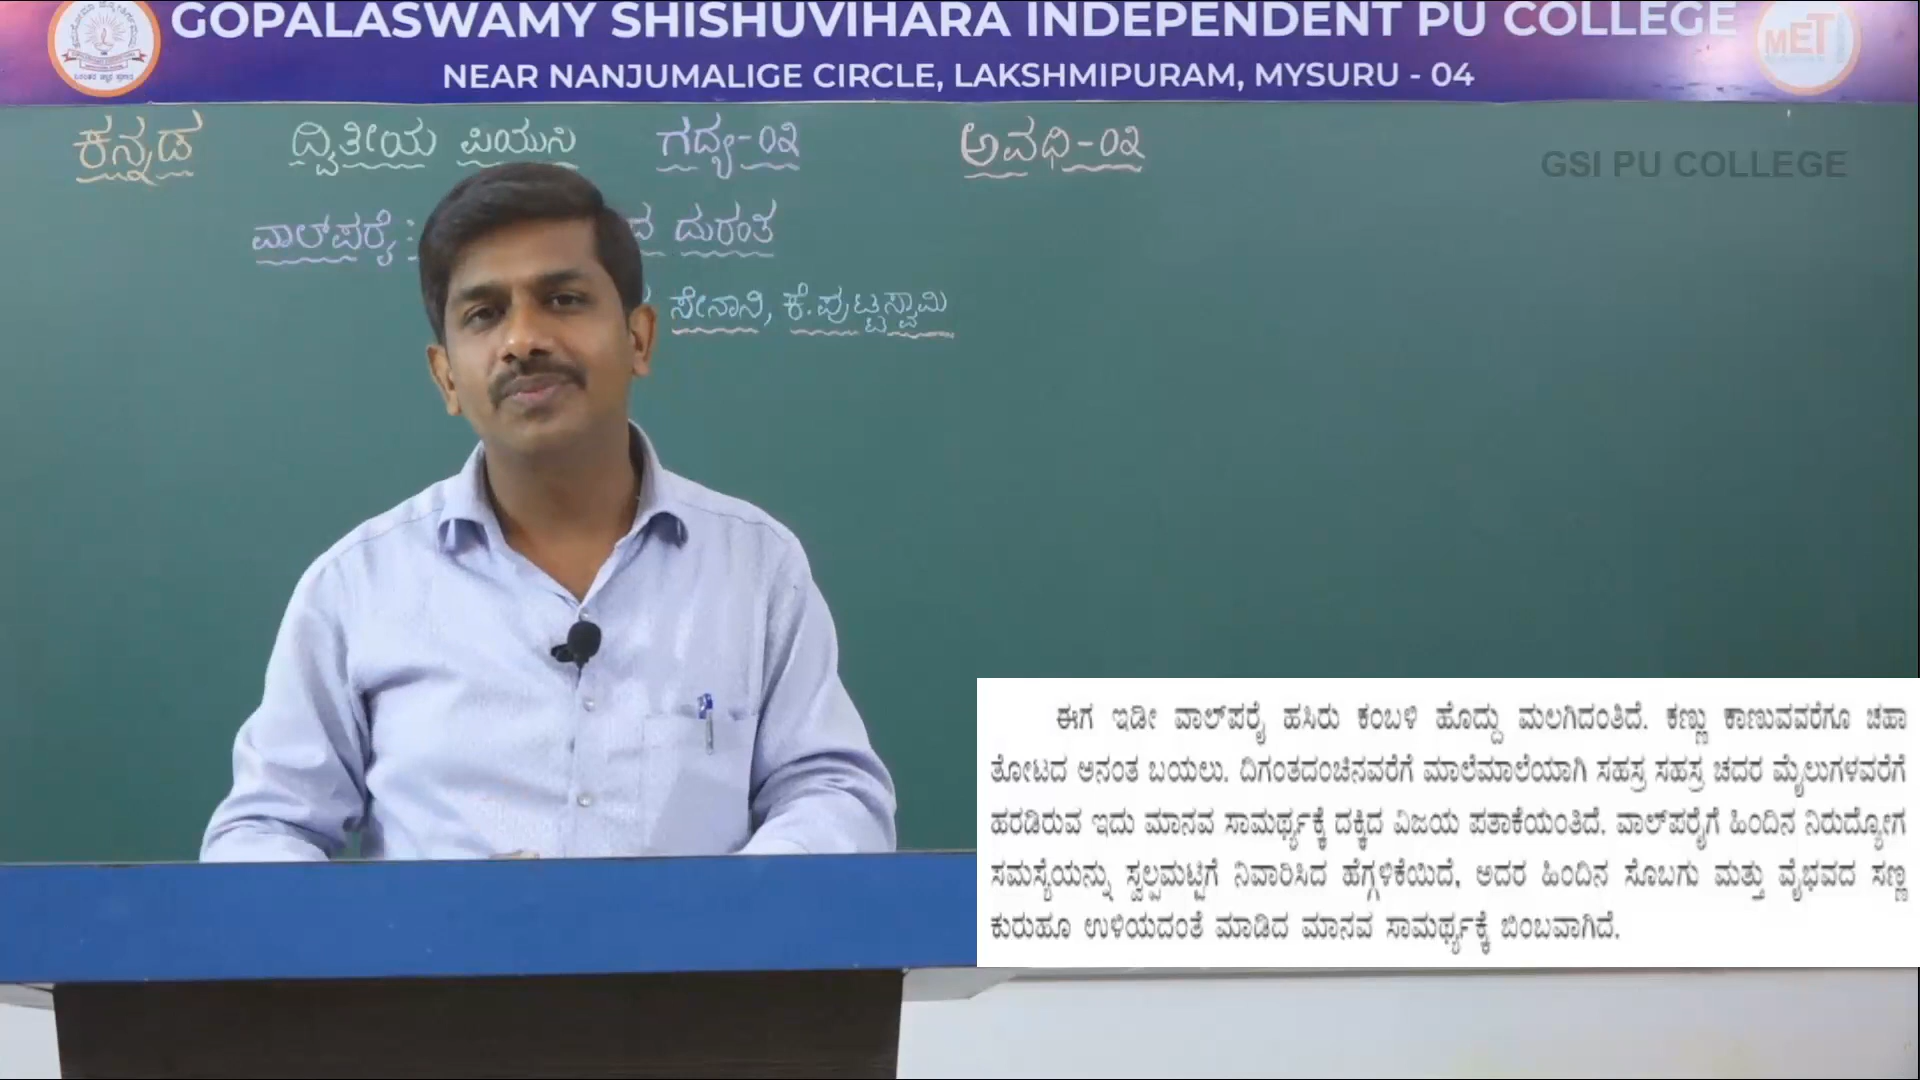 GOPALASWAMY SHISHUVIHARA INDEPENDENT PU COLLEGE
MET
NEAR NANJUMALIGE CIRCLE, LAKSHMIPURAM, MYSURU - 04
ಕನ್ನಡ ದ್ವಿತೀಯ ಪಿಯುಸಿ ಗದ್ಯ-೦೩ ಅವಧಿ-೦೩
GSI PU COLLEGE
ವಾಲ್‌ಪರೈ: ದ ದುರಂತ
ಸೇನಾನಿ, ಕೆ.ಪುಟ್ಟಸ್ವಾಮಿ
ಈಗ ಇಡೀ ವಾಲ್‌ಪರೈ ಹಸಿರು ಕಂಬಳಿ ಹೊದ್ದು ಮಲಗಿದಂತಿದೆ. ಕಣ್ಣು ಕಾಣುವವರೆಗೂ ಚಹಾ
ತೋಟದ ಅನಂತ ಬಯಲು. ದಿಗಂತದಂಚಿನವರೆಗೆ ಮಾಲೆಮಾಲೆಯಾಗಿ ಸಹಸ್ರ ಸಹಸ್ರ ಚದರ ಮೈಲುಗಳವರೆಗೆ
ಹರಡಿರುವ ಇದು ಮಾನವ ಸಾಮರ್ಥ್ಯಕ್ಕೆ ದಕ್ಕಿದ ವಿಜಯ ಪತಾಕೆಯಂತಿದೆ. ವಾಲ್‌ಪರೈಗೆ ಹಿಂದಿನ ನಿರುದ್ಯೋಗ
ಸಮಸ್ಯೆಯನ್ನು ಸ್ವಲ್ಪಮಟ್ಟಿಗೆ ನಿವಾರಿಸಿದ ಹೆಗ್ಗಳಿಕೆಯಿದೆ, ಅದರ ಹಿಂದಿನ ಸೊಬಗು ಮತ್ತು ವೈಭವದ ಸಣ್ಣ
ಕುರುಹೂ ಉಳಿಯದಂತೆ ಮಾಡಿದ ಮಾನವ ಸಾಮರ್ಥ್ಯಕ್ಕೆ ಬಿಂಬವಾಗಿದೆ.